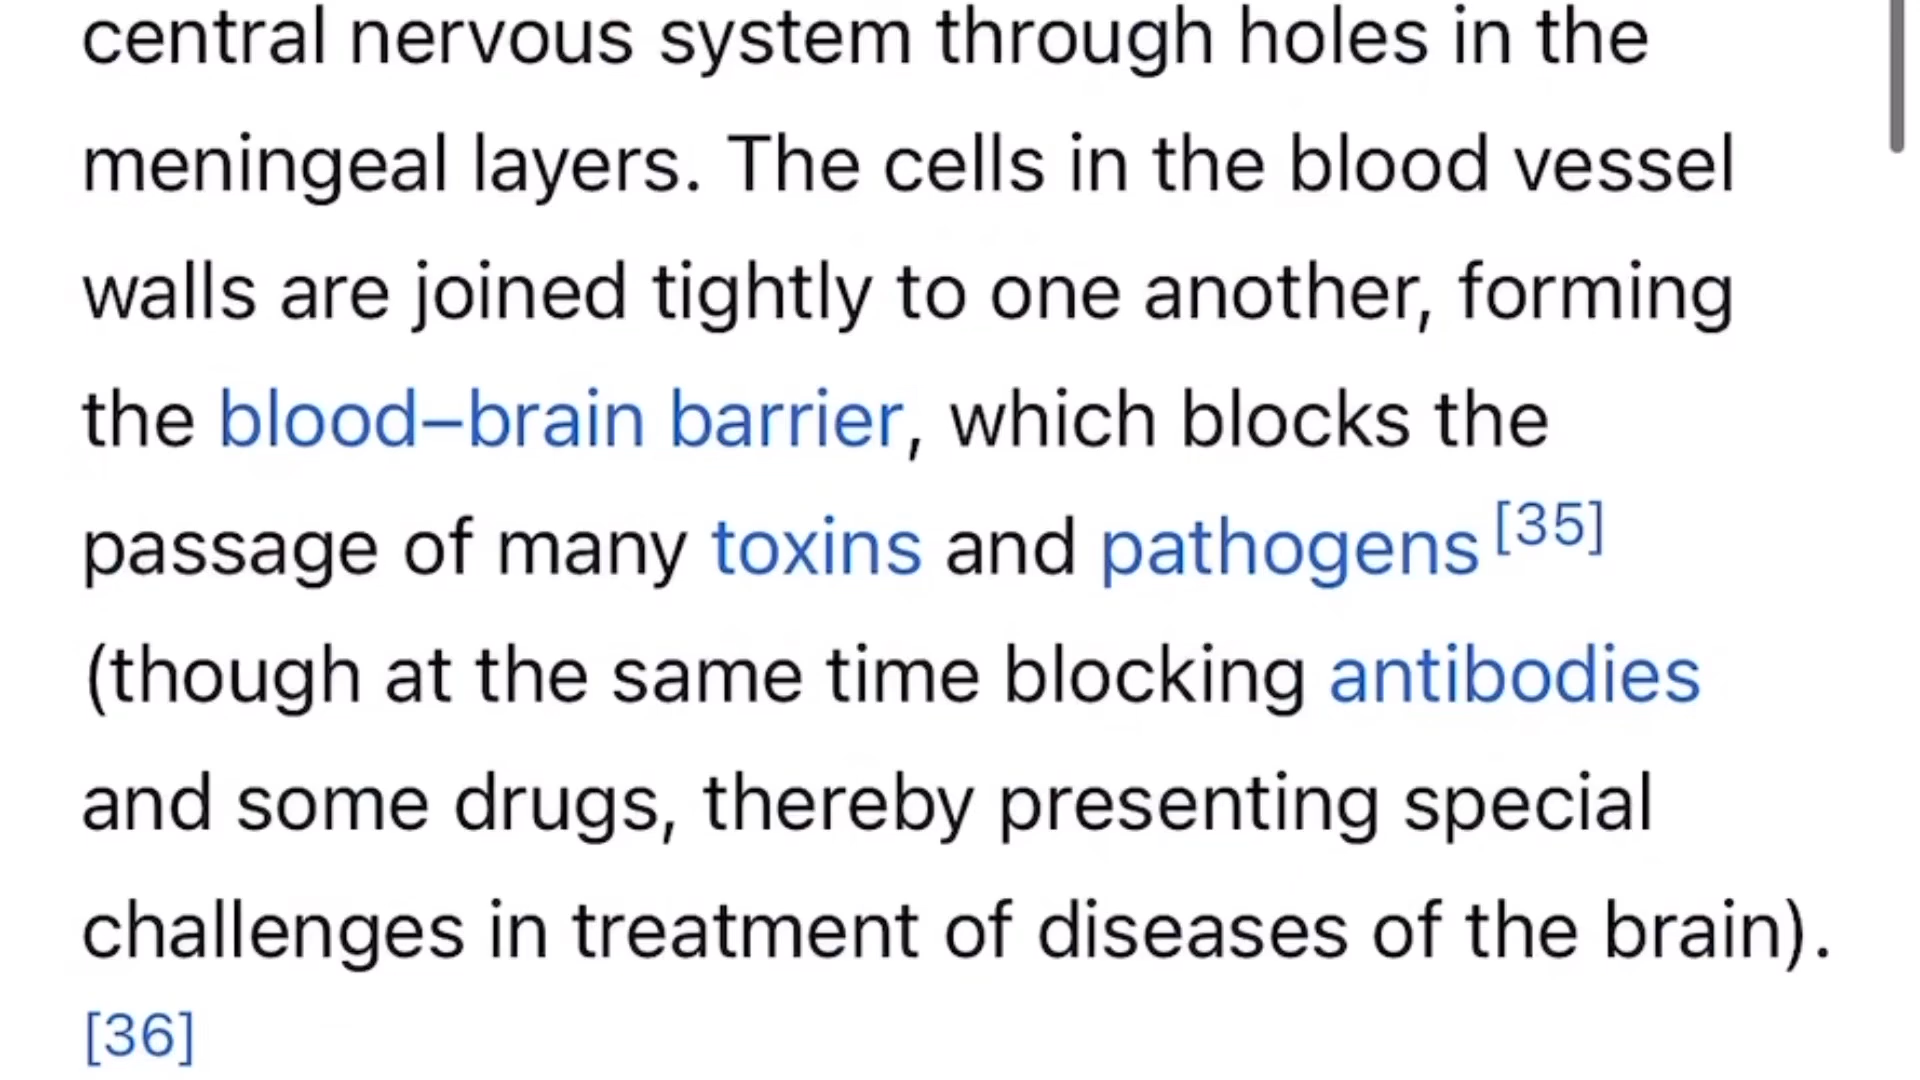 central nervous system through holes in the
meningeal layers. The cells in the blood vessel
walls are joined tightly to one another, forming
the blood–brain barrier, which blocks the
passage of many toxins and pathogens[35]
(though at the same time blocking antibodies
and some drugs, thereby presenting special
challenges in treatment of diseases of the brain).
[36]